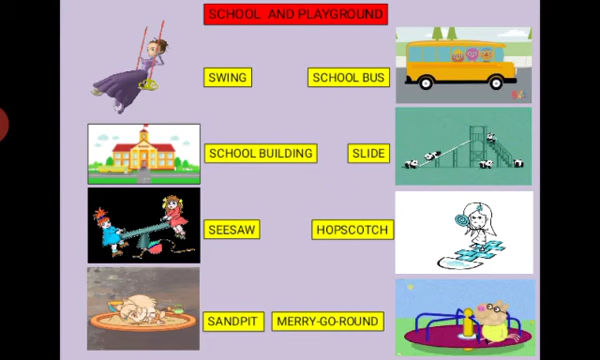 SCHOOL AND PLAYGROUND
SWING
SCHOOL BUS
SCHOOL BUILDING
SLIDE
SEESAW
HOPSCOTCH
SANDPIT
MERRY-GO-ROUND